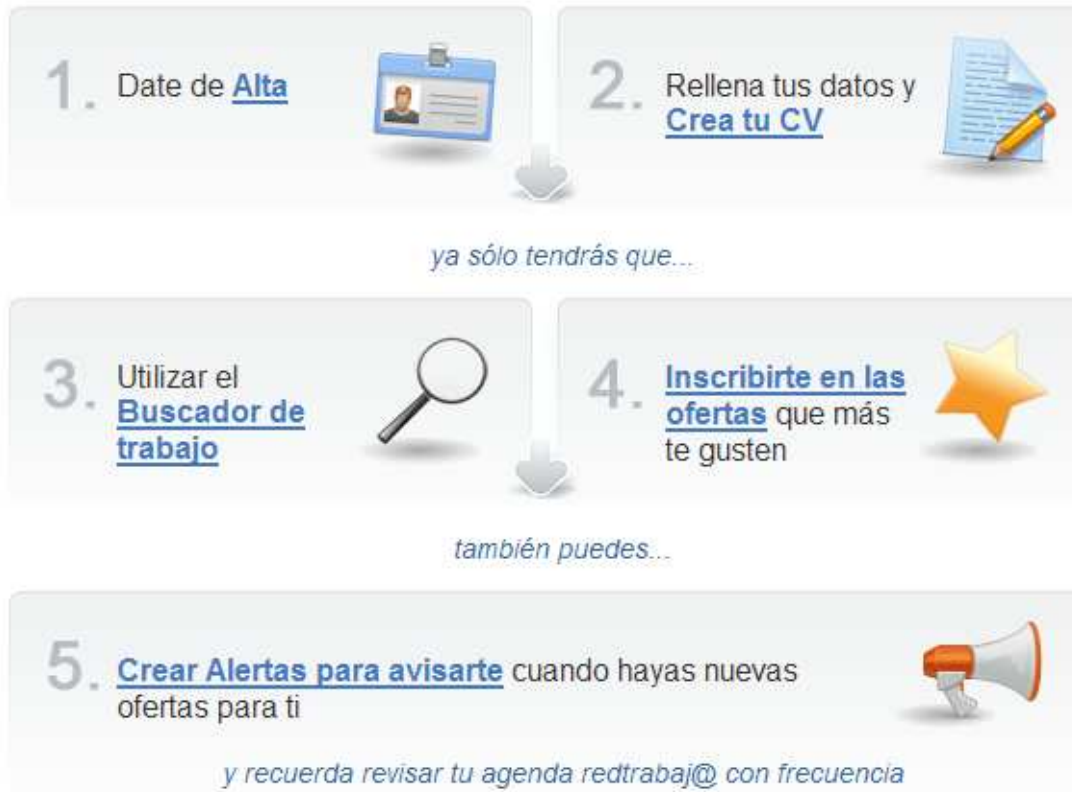 1. Date de Alta
2. Rellena tus datos y
Crea tu CV
ya sólo tendrás que...
3. Utilizar el
Buscador de
trabajo
4. Inscribirte en las
ofertas que más
te gusten
también puedes...
5. Crear Alertas para avisarte cuando hayas nuevas
ofertas para ti
y recuerda revisar tu agenda redtrabaj@ con frecuencia